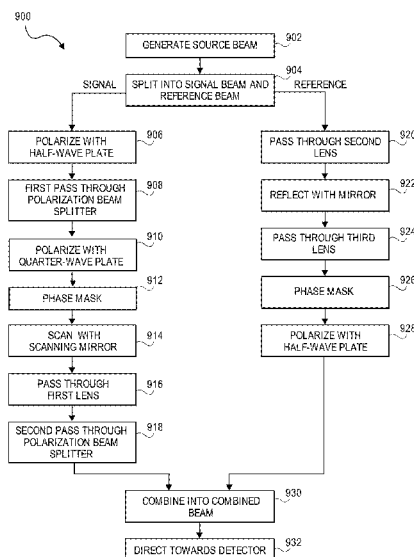 900
GENERATE SOURCE BEAM
902
SIGNAL
SPLIT INTO SIGNAL BEAM AND
REFERENCE BEAM
904
REFERENCE
POLARIZE WITH
HALF-WAVE PLATE
906
FIRST PASS THROUGH
POLARIZATION BEAM
SPLITTER
908
POLARIZE WITH
QUARTER-WAVE PLATE
910
PHASE MASK
912
SCAN WITH
SCANNING MIRROR
914
PASS THROUGH
FIRST LENS
916
SECOND PASS THROUGH
POLARIZATION BEAM
SPLITTER
918
PASS THROUGH SECOND
LENS
920
REFLECT WITH MIRROR
922
PASS THROUGH THIRD
LENS
924
PHASE MASK
926
POLARIZE WITH
HALF-WAVE PLATE
928
COMBINE INTO COMBINED
BEAM
930
DIRECT TOWARDS DETECTOR
932